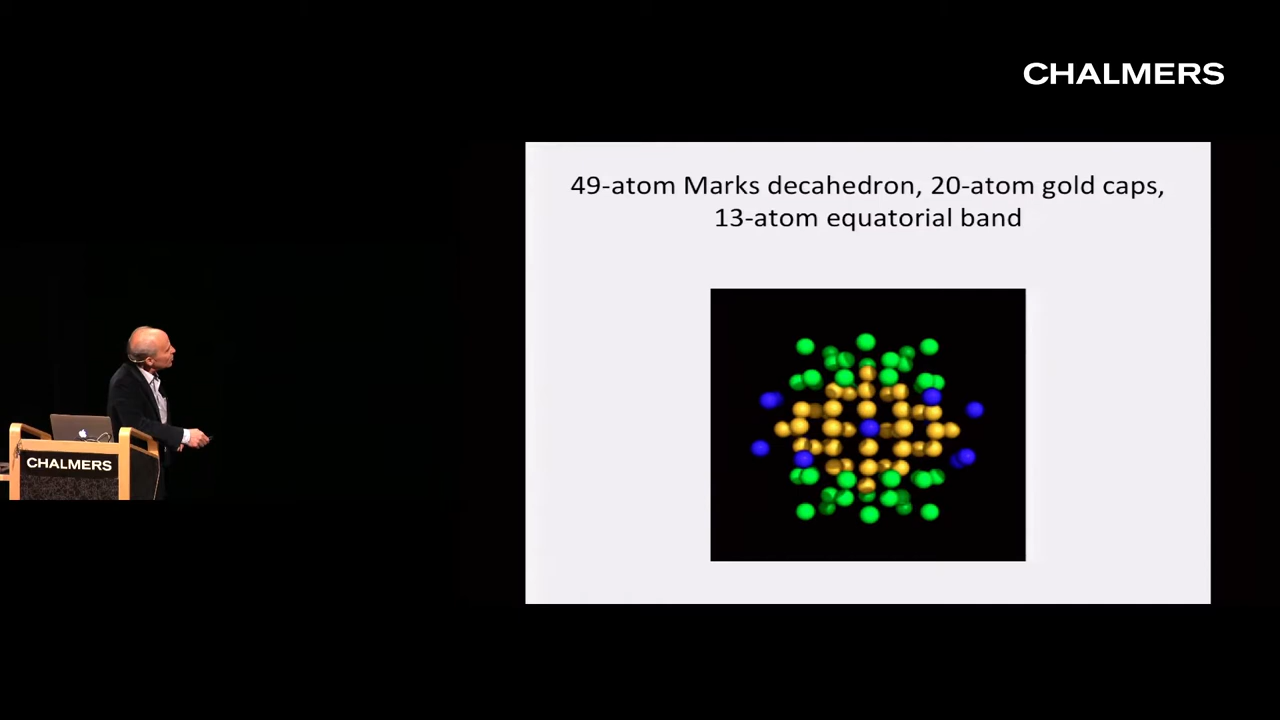 CHALMERS
49-atom Marks decahedron, 20-atom gold caps,
13-atom equatorial band
CHALMERS